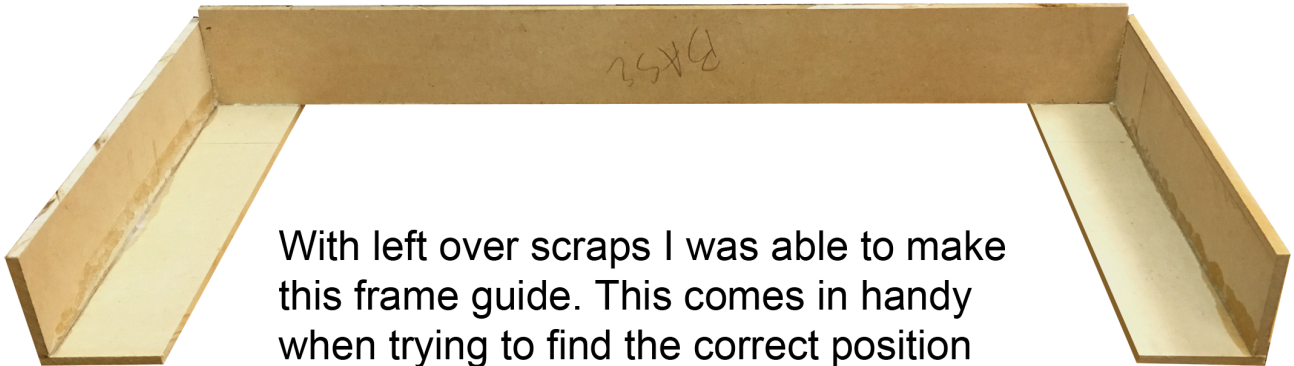 BASE
With left over scraps I was able to make
this frame guide. This comes in handy
when trying to find the correct position